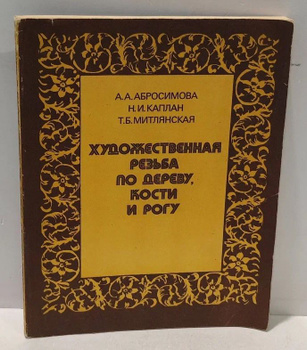 А.А.АБРОСИМОВА
Н.И.КАПЛАН
Т.Б.МИТЛЯНСКАЯ
ХУДОЖЕСТВЕННАЯ
РЕЗЬБА
ПО ДЕРЕВУ,
КОСТИ
И РОГУ